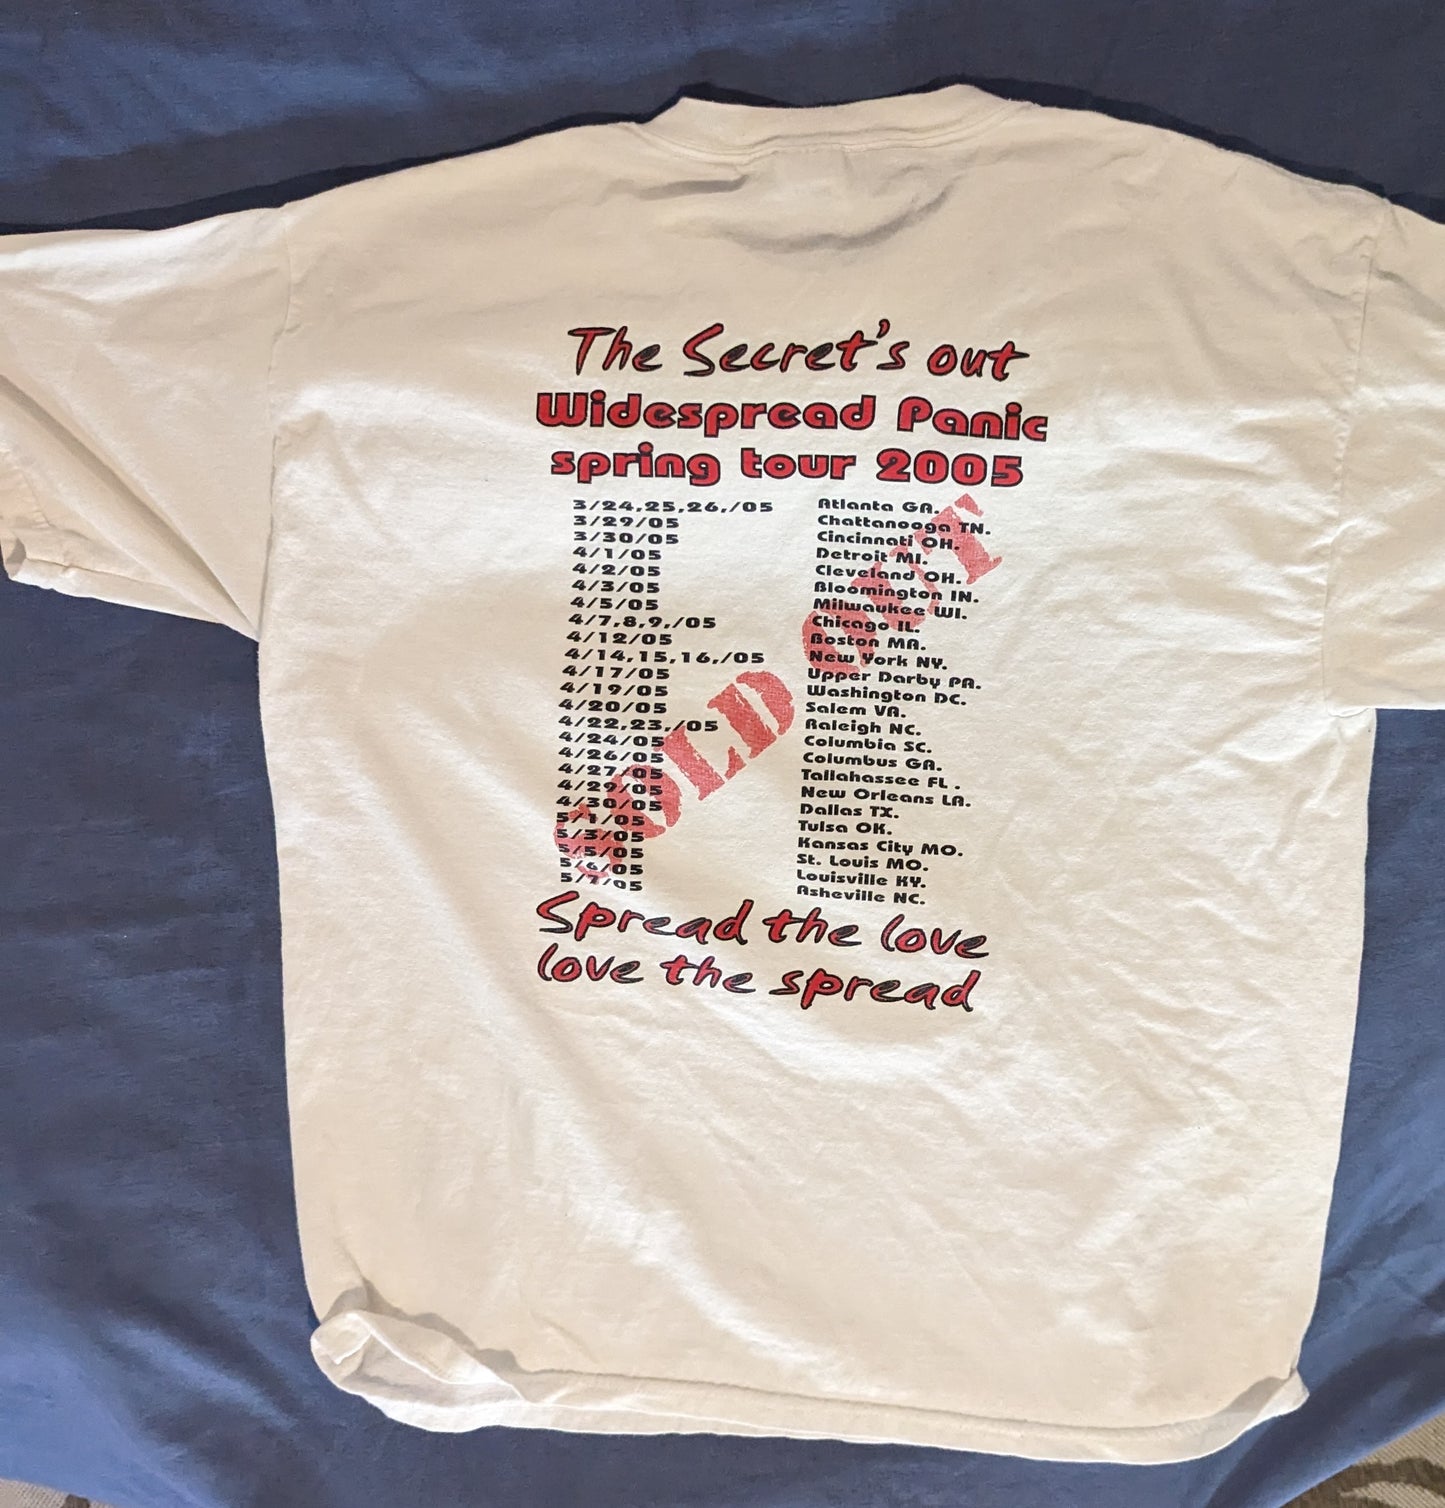 The Secret's out
Widespread Panic
spring tour 2005
3/24,25,26,/05 Atlanta GA.
3/29/05 Chattanooga TN.
3/30/05 Cincinnati OH.
4/1/05 Detroit MI.
4/2/05 Cleveland OH.
4/3/05 Bloomington IN.
4/5/05 Milwaukee WI.
4/7,8,9,/05 Chicago IL.
4/12/05 Boston MA.
4/14,15,16,/05 New York NY.
4/17/05 Upper Darby PA.
4/19/05 Washington DC.
4/20/05 Salem VA.
4/22,23,/05 Raleigh NC.
4/24/05 Columbia SC.
4/26/05 Columbus GA.
4/27/05 Tallahassee FL .
4/29/05 New Orleans LA.
4/30/05 Dallas TX.
5/1/05 Tulsa OK.
5/3/05 Kansas City MO.
5/5/05 St. Louis MO.
5/6/05 Louisville KY.
5/7/05 Asheville NC.
SOLD OUT
Spread the love
love the spread